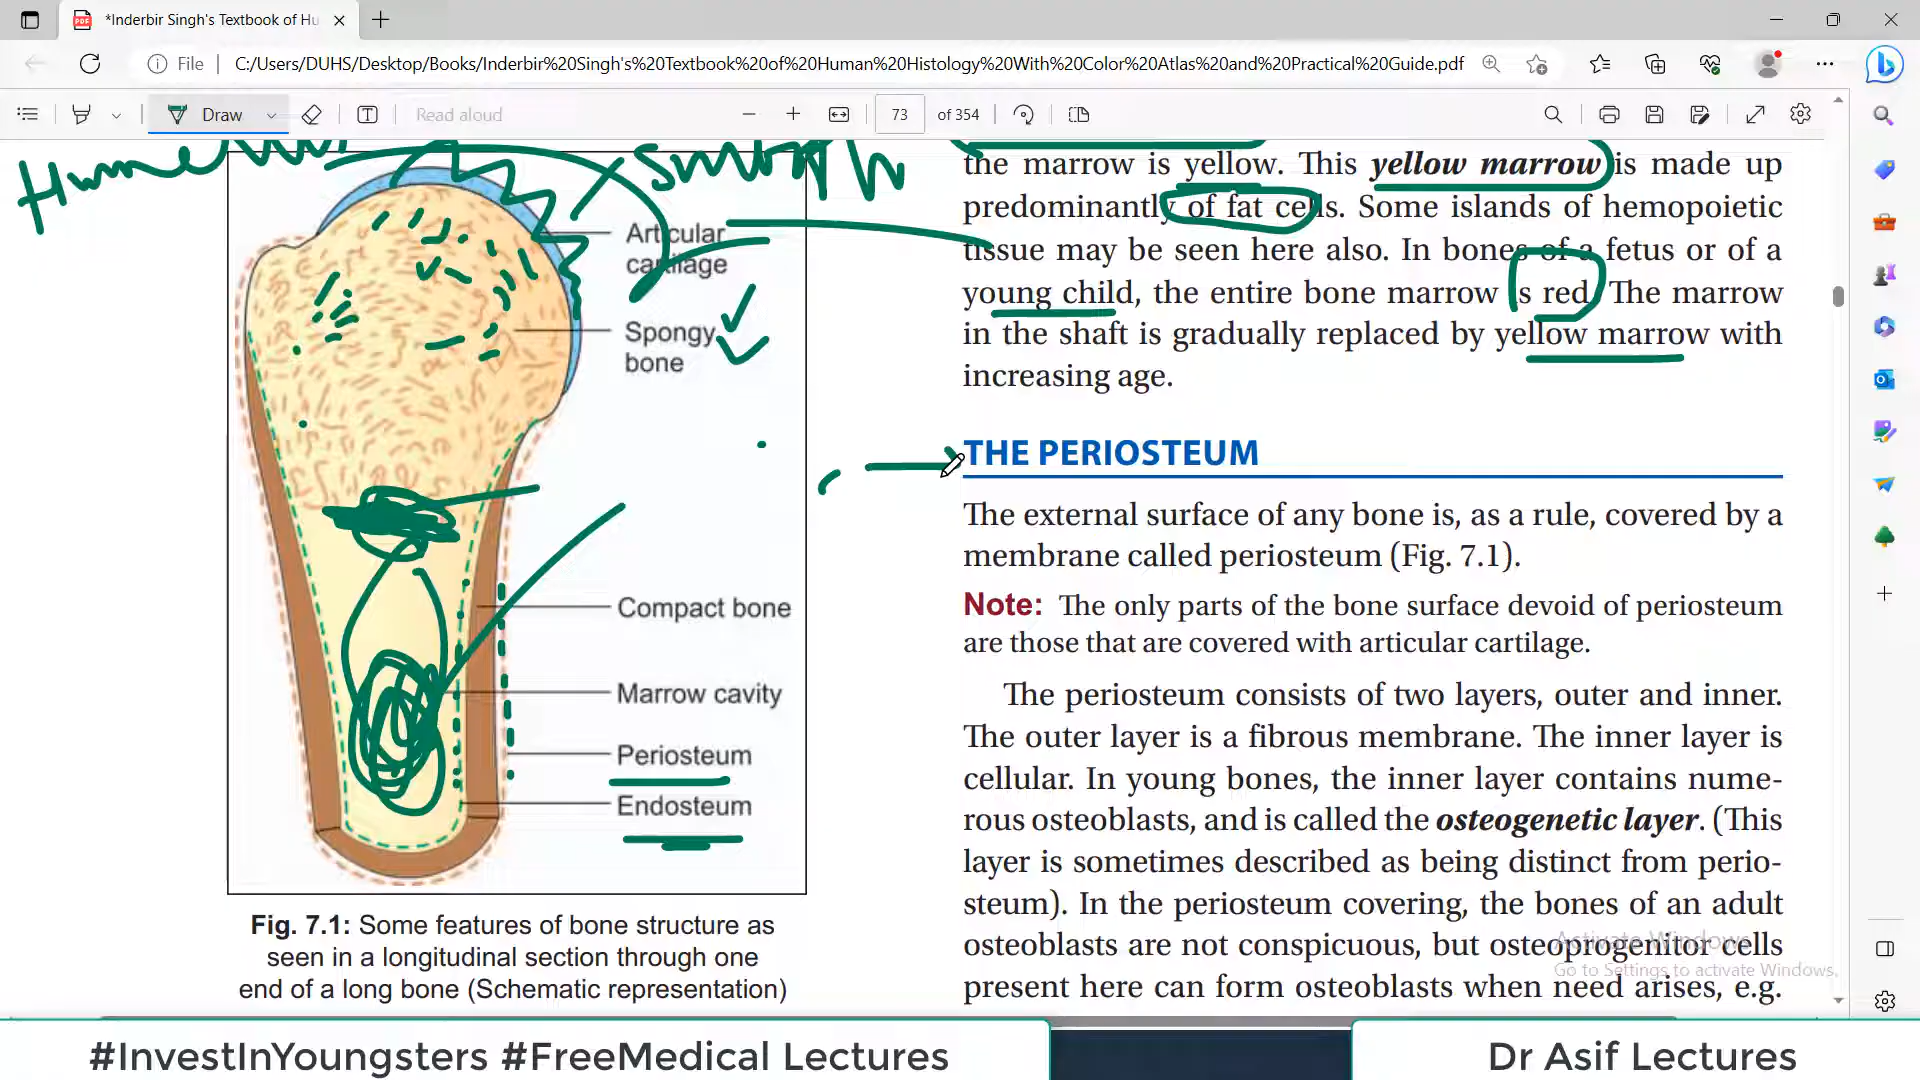 *Inderbir Singh's Textbook of Hu
File
C:/Users/DUHS/Desktop/Books/Inderbir%20Singh's%20Textbook%20of%20Human%20Histology%20With%20Color%20Atlas%20and%20Practical%20Guide.pdf
Draw
Read aloud
73
of 354
Smooth
Articular
cartilage
Spongy
bone
Compact bone
Marrow cavity
Periosteum
Endosteum
Fig. 7.1: Some features of bone structure as
seen in a longitudinal section through one
end of a long bone (Schematic representation)
the marrow is yellow. This yellow marrow is made up
predominantly of fat cells. Some islands of hemopoietic
tissue may be seen here also. In bones of a fetus or of a
young child, the entire bone marrow is red. The marrow
in the shaft is gradually replaced by yellow marrow with
increasing age.
THE PERIOSTEUM
The external surface of any bone is, as a rule, covered by a
membrane called periosteum (Fig. 7.1).
Note: The only parts of the bone surface devoid of periosteum
are those that are covered with articular cartilage.
The periosteum consists of two layers, outer and inner.
The outer layer is a fibrous membrane. The inner layer is
cellular. In young bones, the inner layer contains nume-
rous osteoblasts, and is called the osteogenetic layer. (This
layer is sometimes described as being distinct from perio-
steum). In the periosteum covering, the bones of an adult
osteoblasts are not conspicuous, but osteoprogenitor cells
present here can form osteoblasts when need arises, e.g.
Activate Windows
Go to Settings to activate Windows.
#InvestInYoungsters #FreeMedical Lectures
Dr Asif Lectures